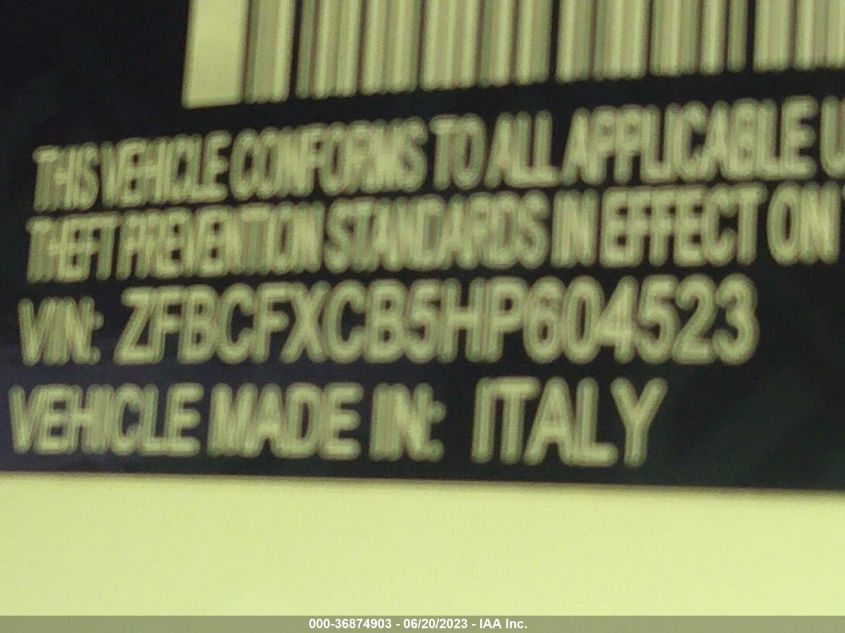 THIS VEHICLE CONFORMS TO ALL APPLICABLE U
THEFT PREVENTION STANDARDS IN EFFECT ON
VIN: ZFBCFXCB5HP604523
VEHICLE MADE IN: ITALY
000-36874903 - 06/20/2023 - IAA Inc.